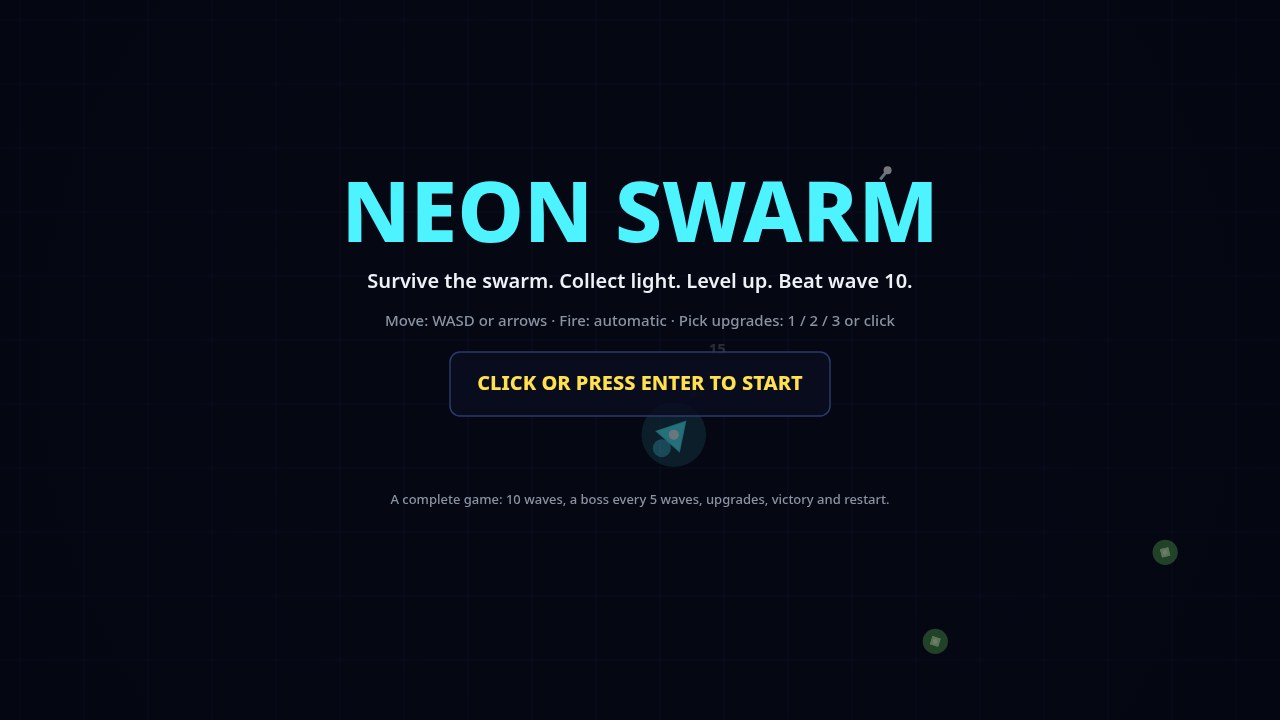 NEON SWARM
Survive the swarm. Collect light. Level up. Beat wave 10.
Move: WASD or arrows · Fire: automatic · Pick upgrades: 1 / 2 / 3 or click
15
CLICK OR PRESS ENTER TO START
A complete game: 10 waves, a boss every 5 waves, upgrades, victory and restart.